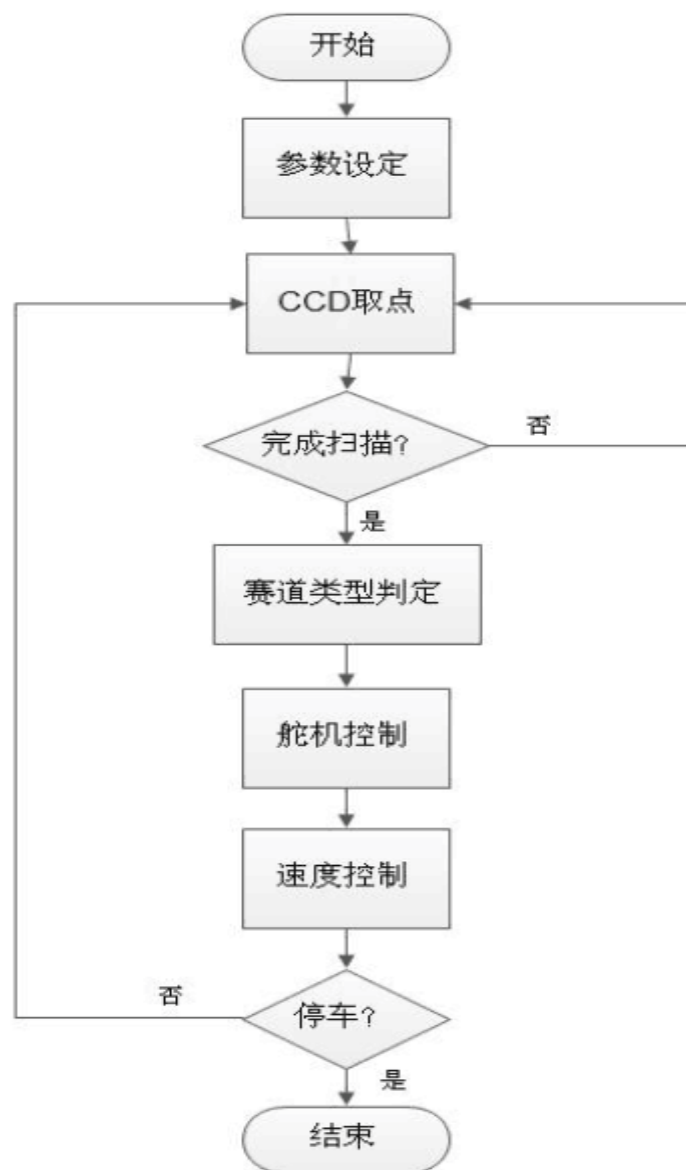 开始
参数设定
CCD取点
完成扫描?
否
是
赛道类型判定
舵机控制
速度控制
否
停车?
是
结束